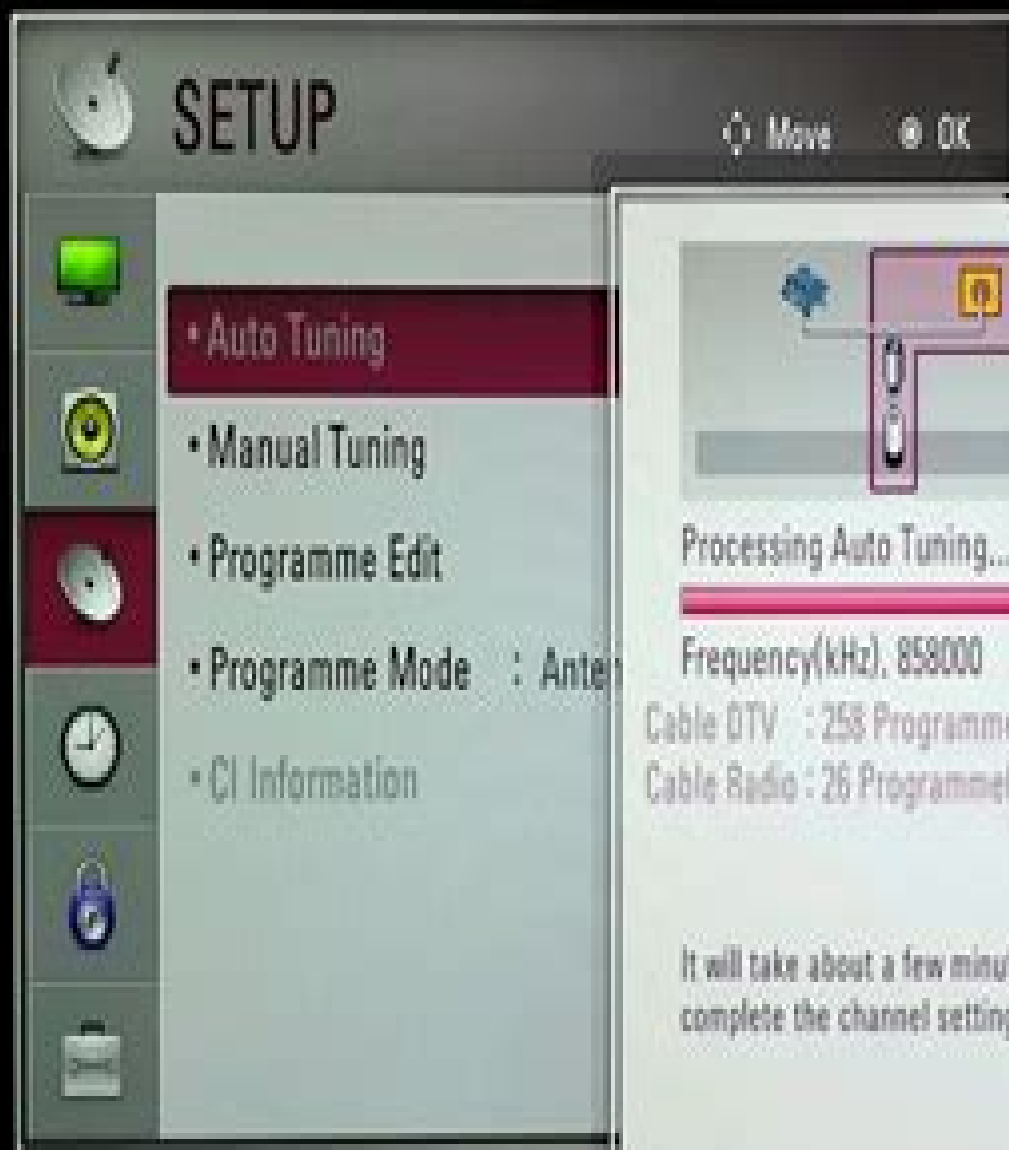 SETUP
Move OK
• Auto Tuning
• Manual Tuning
• Programme Edit
• Programme Mode : Ante
• CI Information
Processing Auto Tuning...
Frequency(kHz), 858000
Cable DTV : 258 Programme
Cable Radio : 26 Programme
It will take about a few minut
complete the channel setting